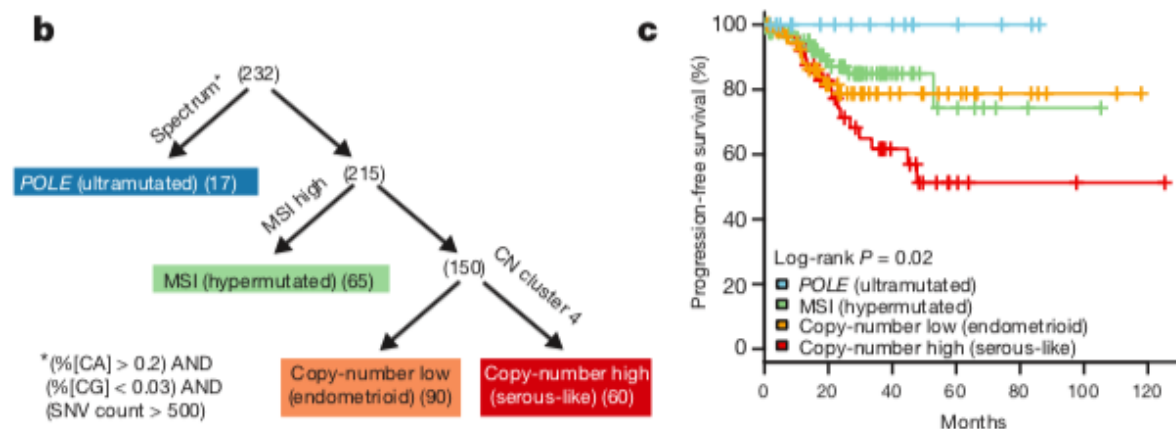 b
(232)
Spectrum*
POLE (ultramutated) (17)
(215)
MSI high
MSI (hypermutated) (65)
(150)
CN cluster 4
Copy-number low
(endometrioid) (90)
Copy-number high
(serous-like) (60)
*(%[CA] > 0.2) AND
(%[CG] < 0.03) AND
(SNV count > 500)
c
Progression-free survival (%)
100
80
60
40
20
0
Log-rank P = 0.02
POLE (ultramutated)
MSI (hypermutated)
Copy-number low (endometrioid)
Copy-number high (serous-like)
0 20 40 60 80 100 120
Months